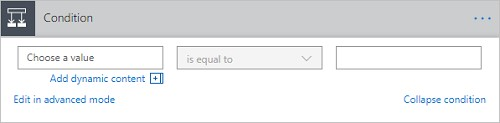 Condition
Choose a value
is equal to
Add dynamic content
Edit in advanced mode
Collapse condition